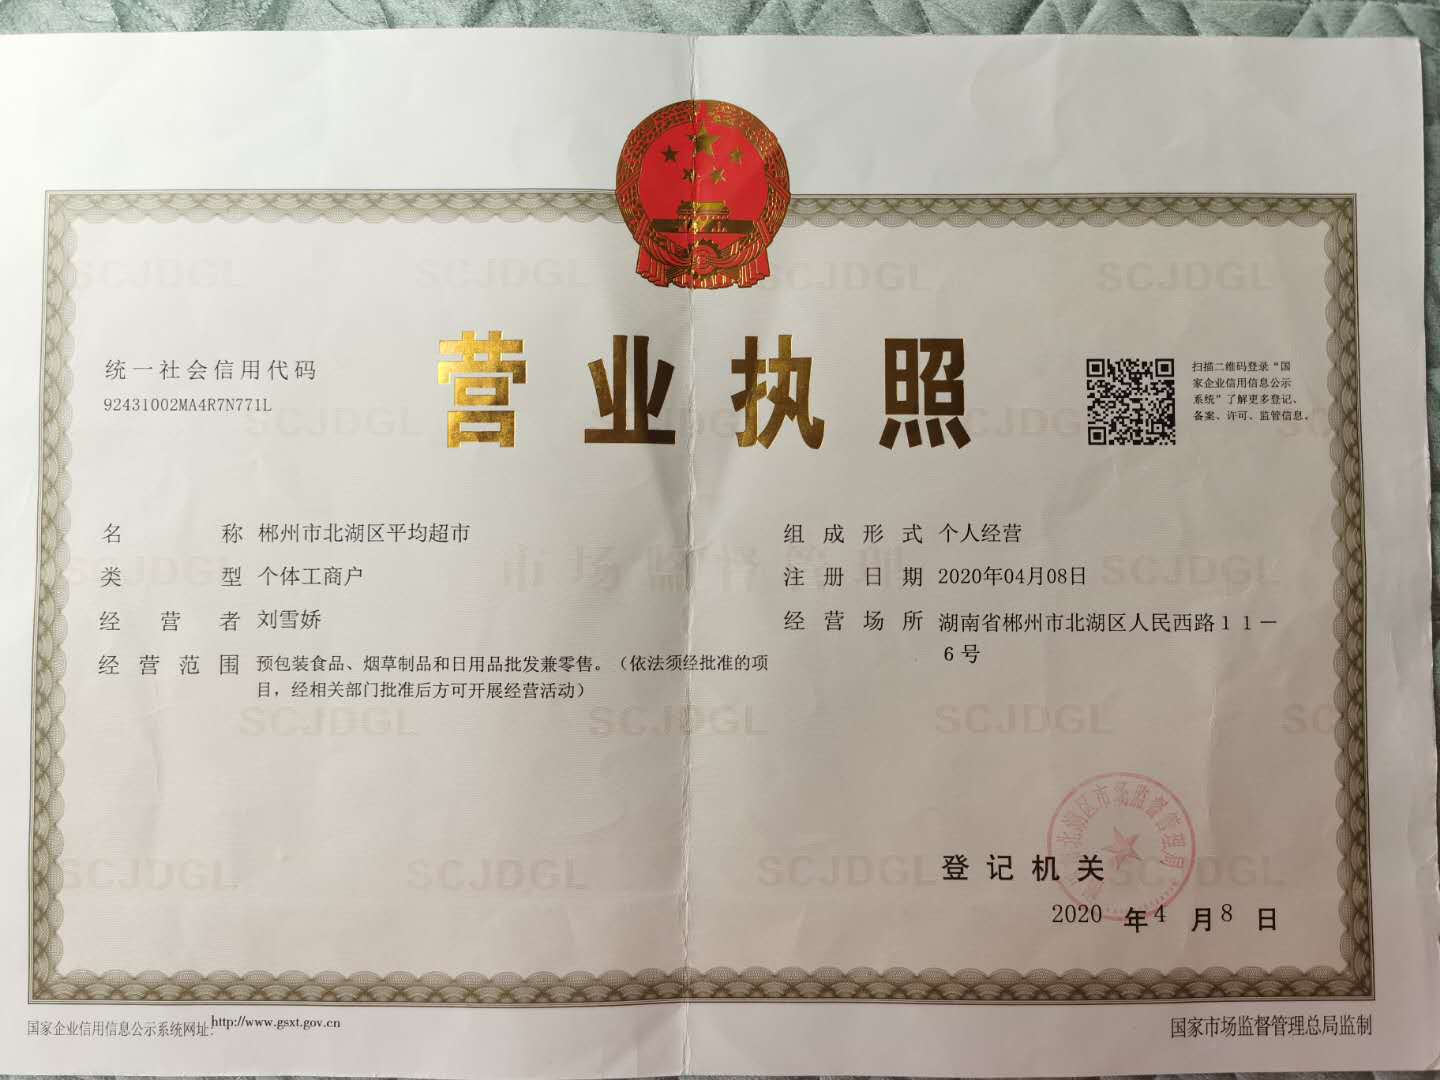 营业执照
统一社会信用代码
92431002MA4R7N771L
扫描二维码登录“国
家企业信用信息公示
系统”了解更多登记、
备案、许可、监管信息。
名称 郴州市北湖区平均超市
类型 个体工商户
经营者 刘雪娇
经营范围 预包装食品、烟草制品和日用品批发兼零售。（依法须经批准的项
目，经相关部门批准后方可开展经营活动）
组成形式 个人经营
注册日期 2020年04月08日
经营场所 湖南省郴州市北湖区人民西路11－
6号
北湖区市场监督管理局
登记机关
2020 年 4 月 8 日
国家企业信用信息公示系统网址: http://www.gsxt.gov.cn
国家市场监督管理总局监制
SCJDGL
市场监督管理